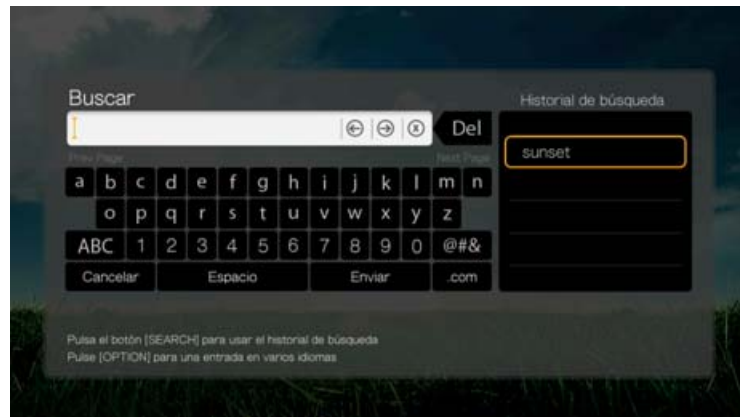 Buscar
Historial de búsqueda
Del
sunset
Prev Page
Next Page
a b c d e f g h i j k l m n
o p q r s t u v w x y z
ABC 1 2 3 4 5 6 7 8 9 0 @#&
Cancelar Espacio Enviar .com
Pulsa el botón [SEARCH] para usar el historial de búsqueda
Pulse [OPTION] para una entrada en varios idiomas